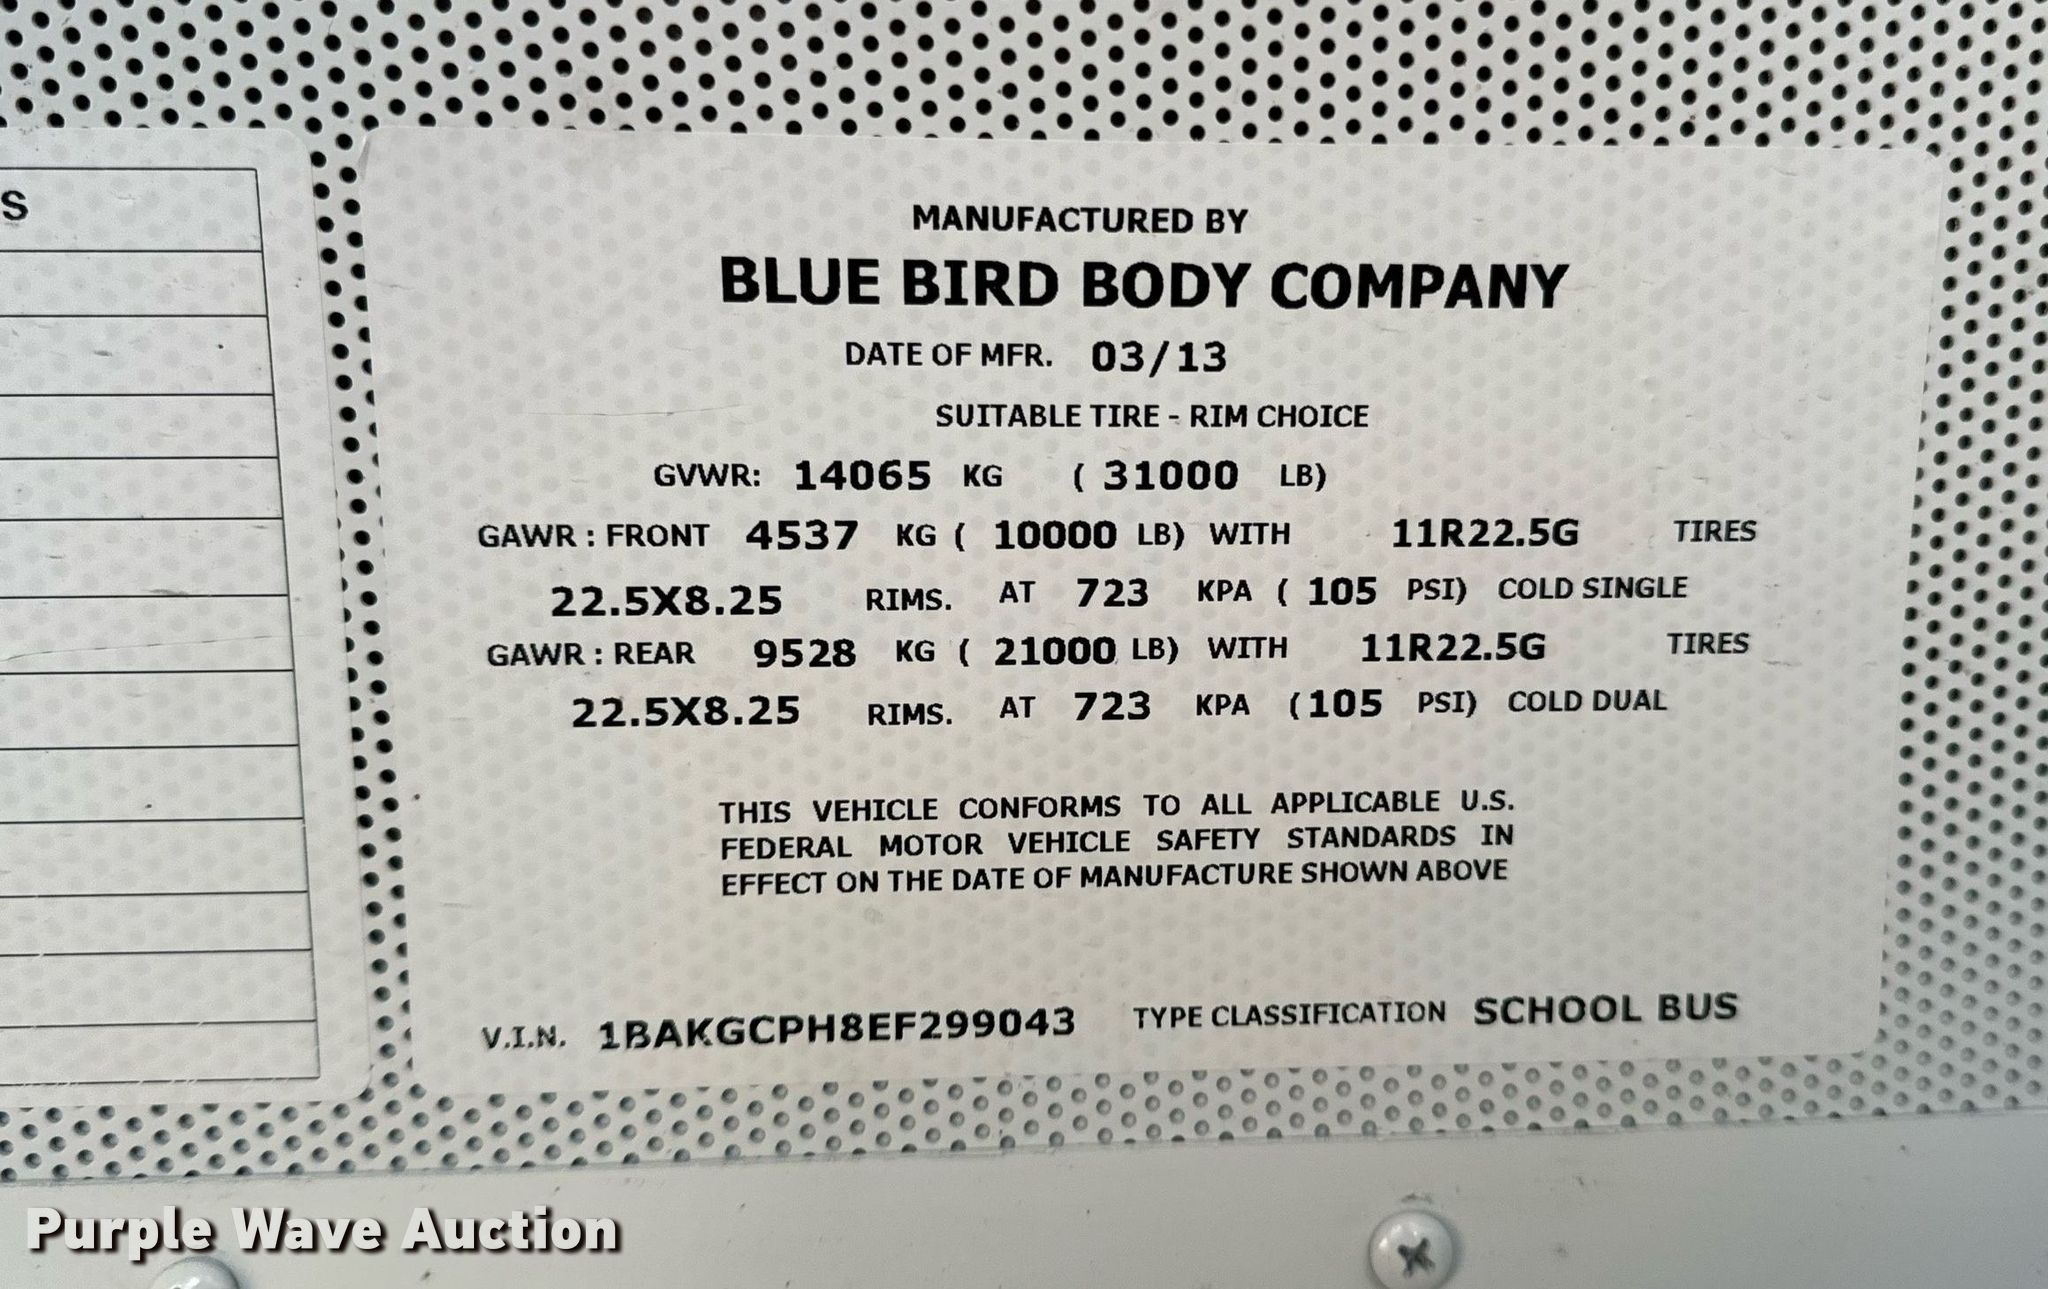 S
MANUFACTURED BY
BLUE BIRD BODY COMPANY
DATE OF MFR. 03/13
SUITABLE TIRE - RIM CHOICE
GVWR: 14065 KG ( 31000 LB)
GAWR : FRONT 4537 KG ( 10000 LB) WITH 11R22.5G TIRES
22.5X8.25 RIMS. AT 723 KPA ( 105 PSI) COLD SINGLE
GAWR : REAR 9528 KG ( 21000 LB) WITH 11R22.5G TIRES
22.5X8.25 RIMS. AT 723 KPA (105 PSI) COLD DUAL
THIS VEHICLE CONFORMS TO ALL APPLICABLE U.S.
FEDERAL MOTOR VEHICLE SAFETY STANDARDS IN
EFFECT ON THE DATE OF MANUFACTURE SHOWN ABOVE
V.I.N. 1BAKGCPH8EF299043 TYPE CLASSIFICATION SCHOOL BUS
Purple Wave Auction